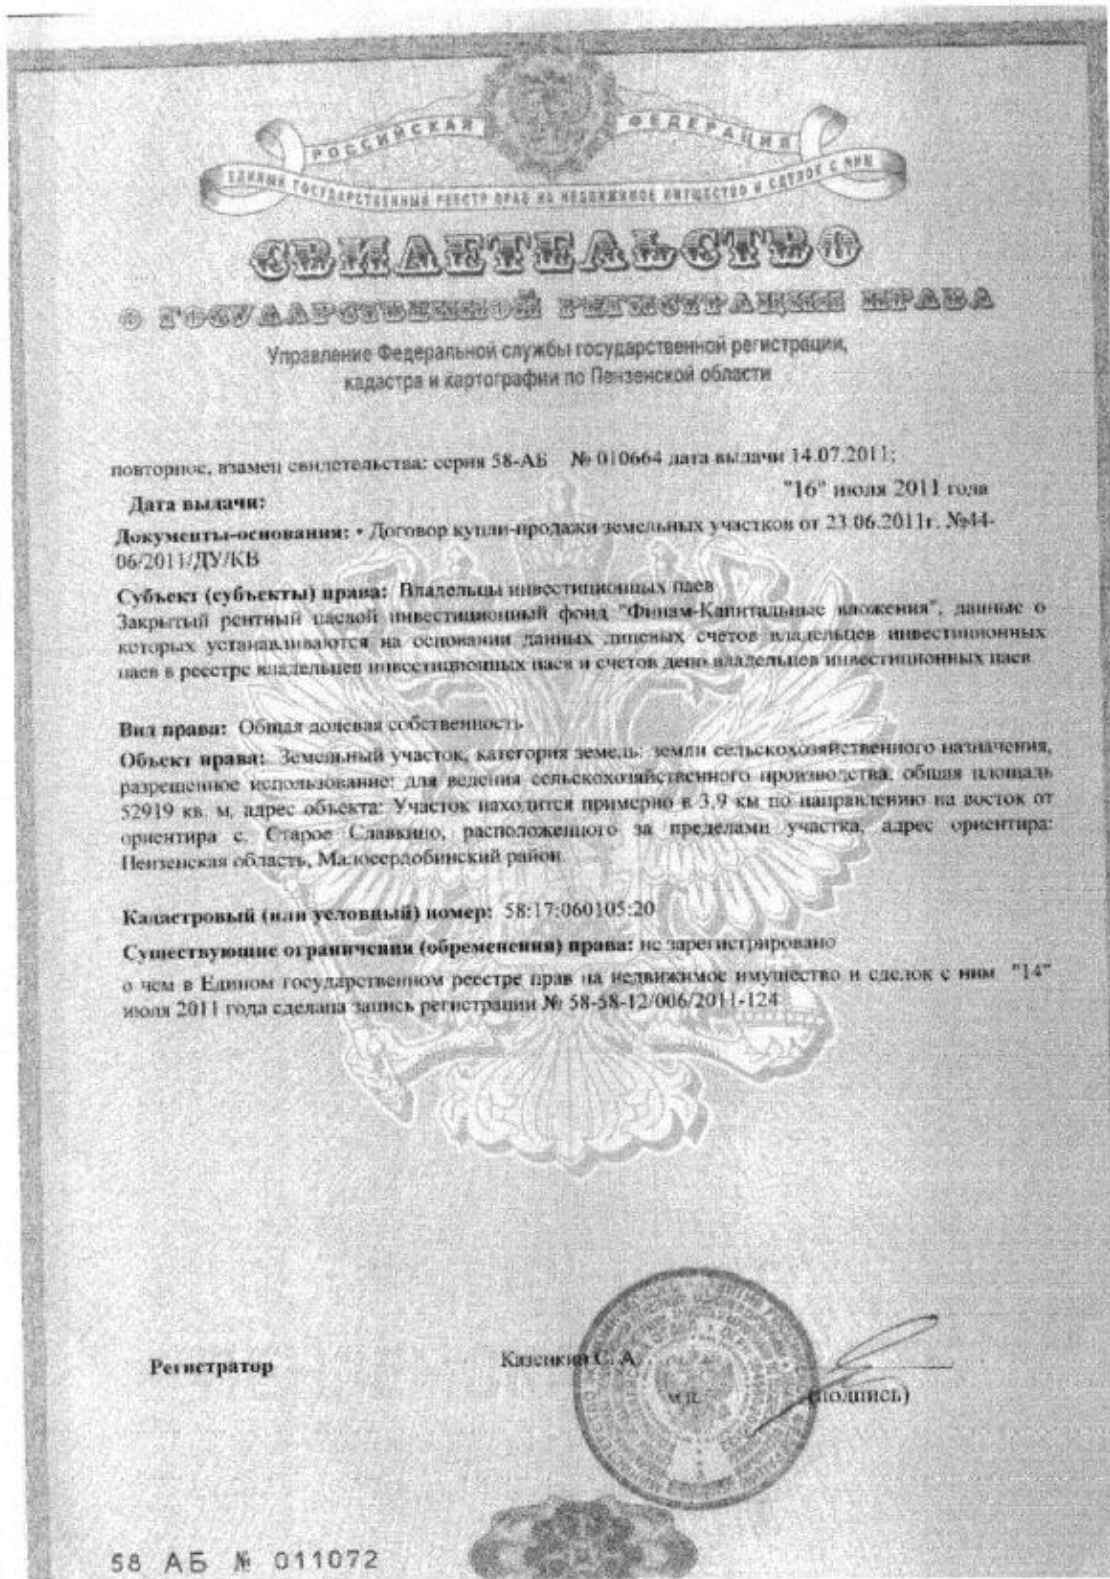 РОССИЙСКАЯ ФЕДЕРАЦИЯ
ЕДИНЫЙ ГОСУДАРСТВЕННЫЙ РЕЕСТР ПРАВ НА НЕДВИЖИМОЕ ИМУЩЕСТВО И СДЕЛОК С НИМ
СВИДЕТЕЛЬСТВО
О ГОСУДАРСТВЕННОЙ РЕГИСТРАЦИИ ПРАВА
Управление Федеральной службы государственной регистрации,
кадастра и картографии по Пензенской области
повторное, взамен свидетельства: серия 58-АБ № 010664 дата выдачи 14.07.2011;
Дата выдачи: "16" июля 2011 года
Документы-основания: • Договор купли-продажи земельных участков от 23.06.2011г. №44-
06/2011/ДУ/КВ
Субъект (субъекты) права: Владельцы инвестиционных паев
Закрытый рентный паевой инвестиционный фонд "Финам-Капитальные вложения", данные о
которых устанавливаются на основании данных лицевых счетов владельцев инвестиционных
паев в реестре владельцев инвестиционных паев и счетов депо владельцев инвестиционных паев
Вид права: Общая долевая собственность
Объект права: Земельный участок, категория земель: земли сельскохозяйственного назначения,
разрешенное использование: для ведения сельскохозяйственного производства, общая площадь
52919 кв. м, адрес объекта: Участок находится примерно в 3,9 км по направлению на восток от
ориентира с. Старое Славкино, расположенного за пределами участка, адрес ориентира:
Пензенская область, Малосердобинский район
Кадастровый (или условный) номер: 58:17:060105:20
Существующие ограничения (обременения) права: не зарегистрировано
о чем в Едином государственном реестре прав на недвижимое имущество и сделок с ним "14"
июля 2011 года сделана запись регистрации № 58-58-12/006/2011-124
Регистратор Казенкин С. А.
М.П. (подпись)
58 АБ № 011072